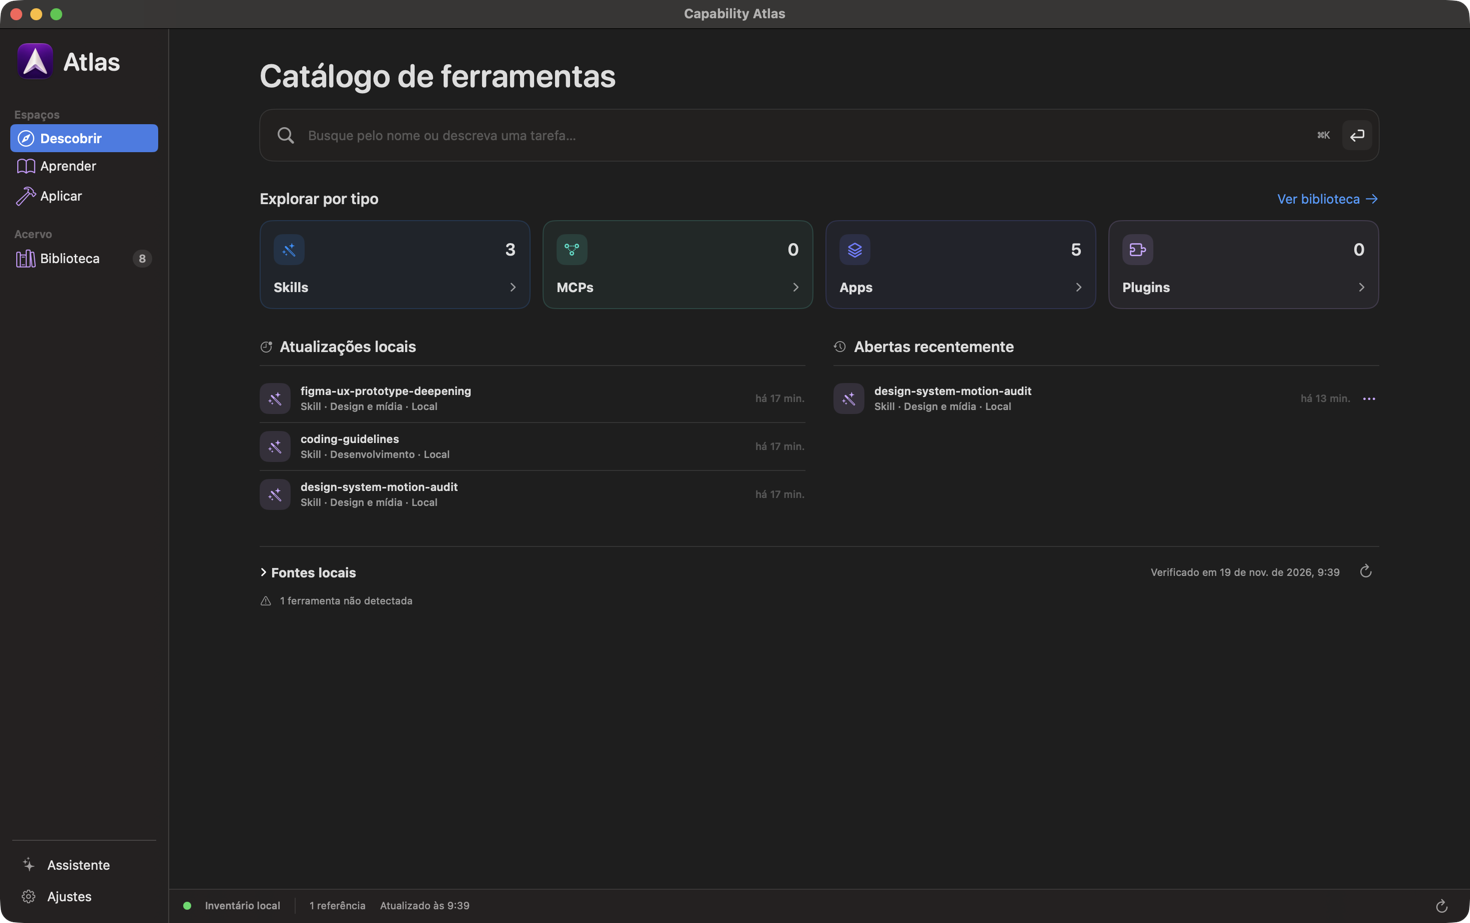 Capability Atlas
Atlas
Espaços
Descobrir
Aprender
Aplicar
Acervo
Biblioteca 8
Assistente
Ajustes
Catálogo de ferramentas
Busque pelo nome ou descreva uma tarefa... ⌘K
Explorar por tipo
Ver biblioteca →
3
Skills
0
MCPs
5
Apps
0
Plugins
Atualizações locais
figma-ux-prototype-deepening
Skill · Design e mídia · Local
há 17 min.
coding-guidelines
Skill · Desenvolvimento · Local
há 17 min.
design-system-motion-audit
Skill · Design e mídia · Local
há 17 min.
Abertas recentemente
design-system-motion-audit
Skill · Design e mídia · Local
há 13 min.
Fontes locais
Verificado em 19 de nov. de 2026, 9:39
1 ferramenta não detectada
Inventário local
1 referência
Atualizado às 9:39